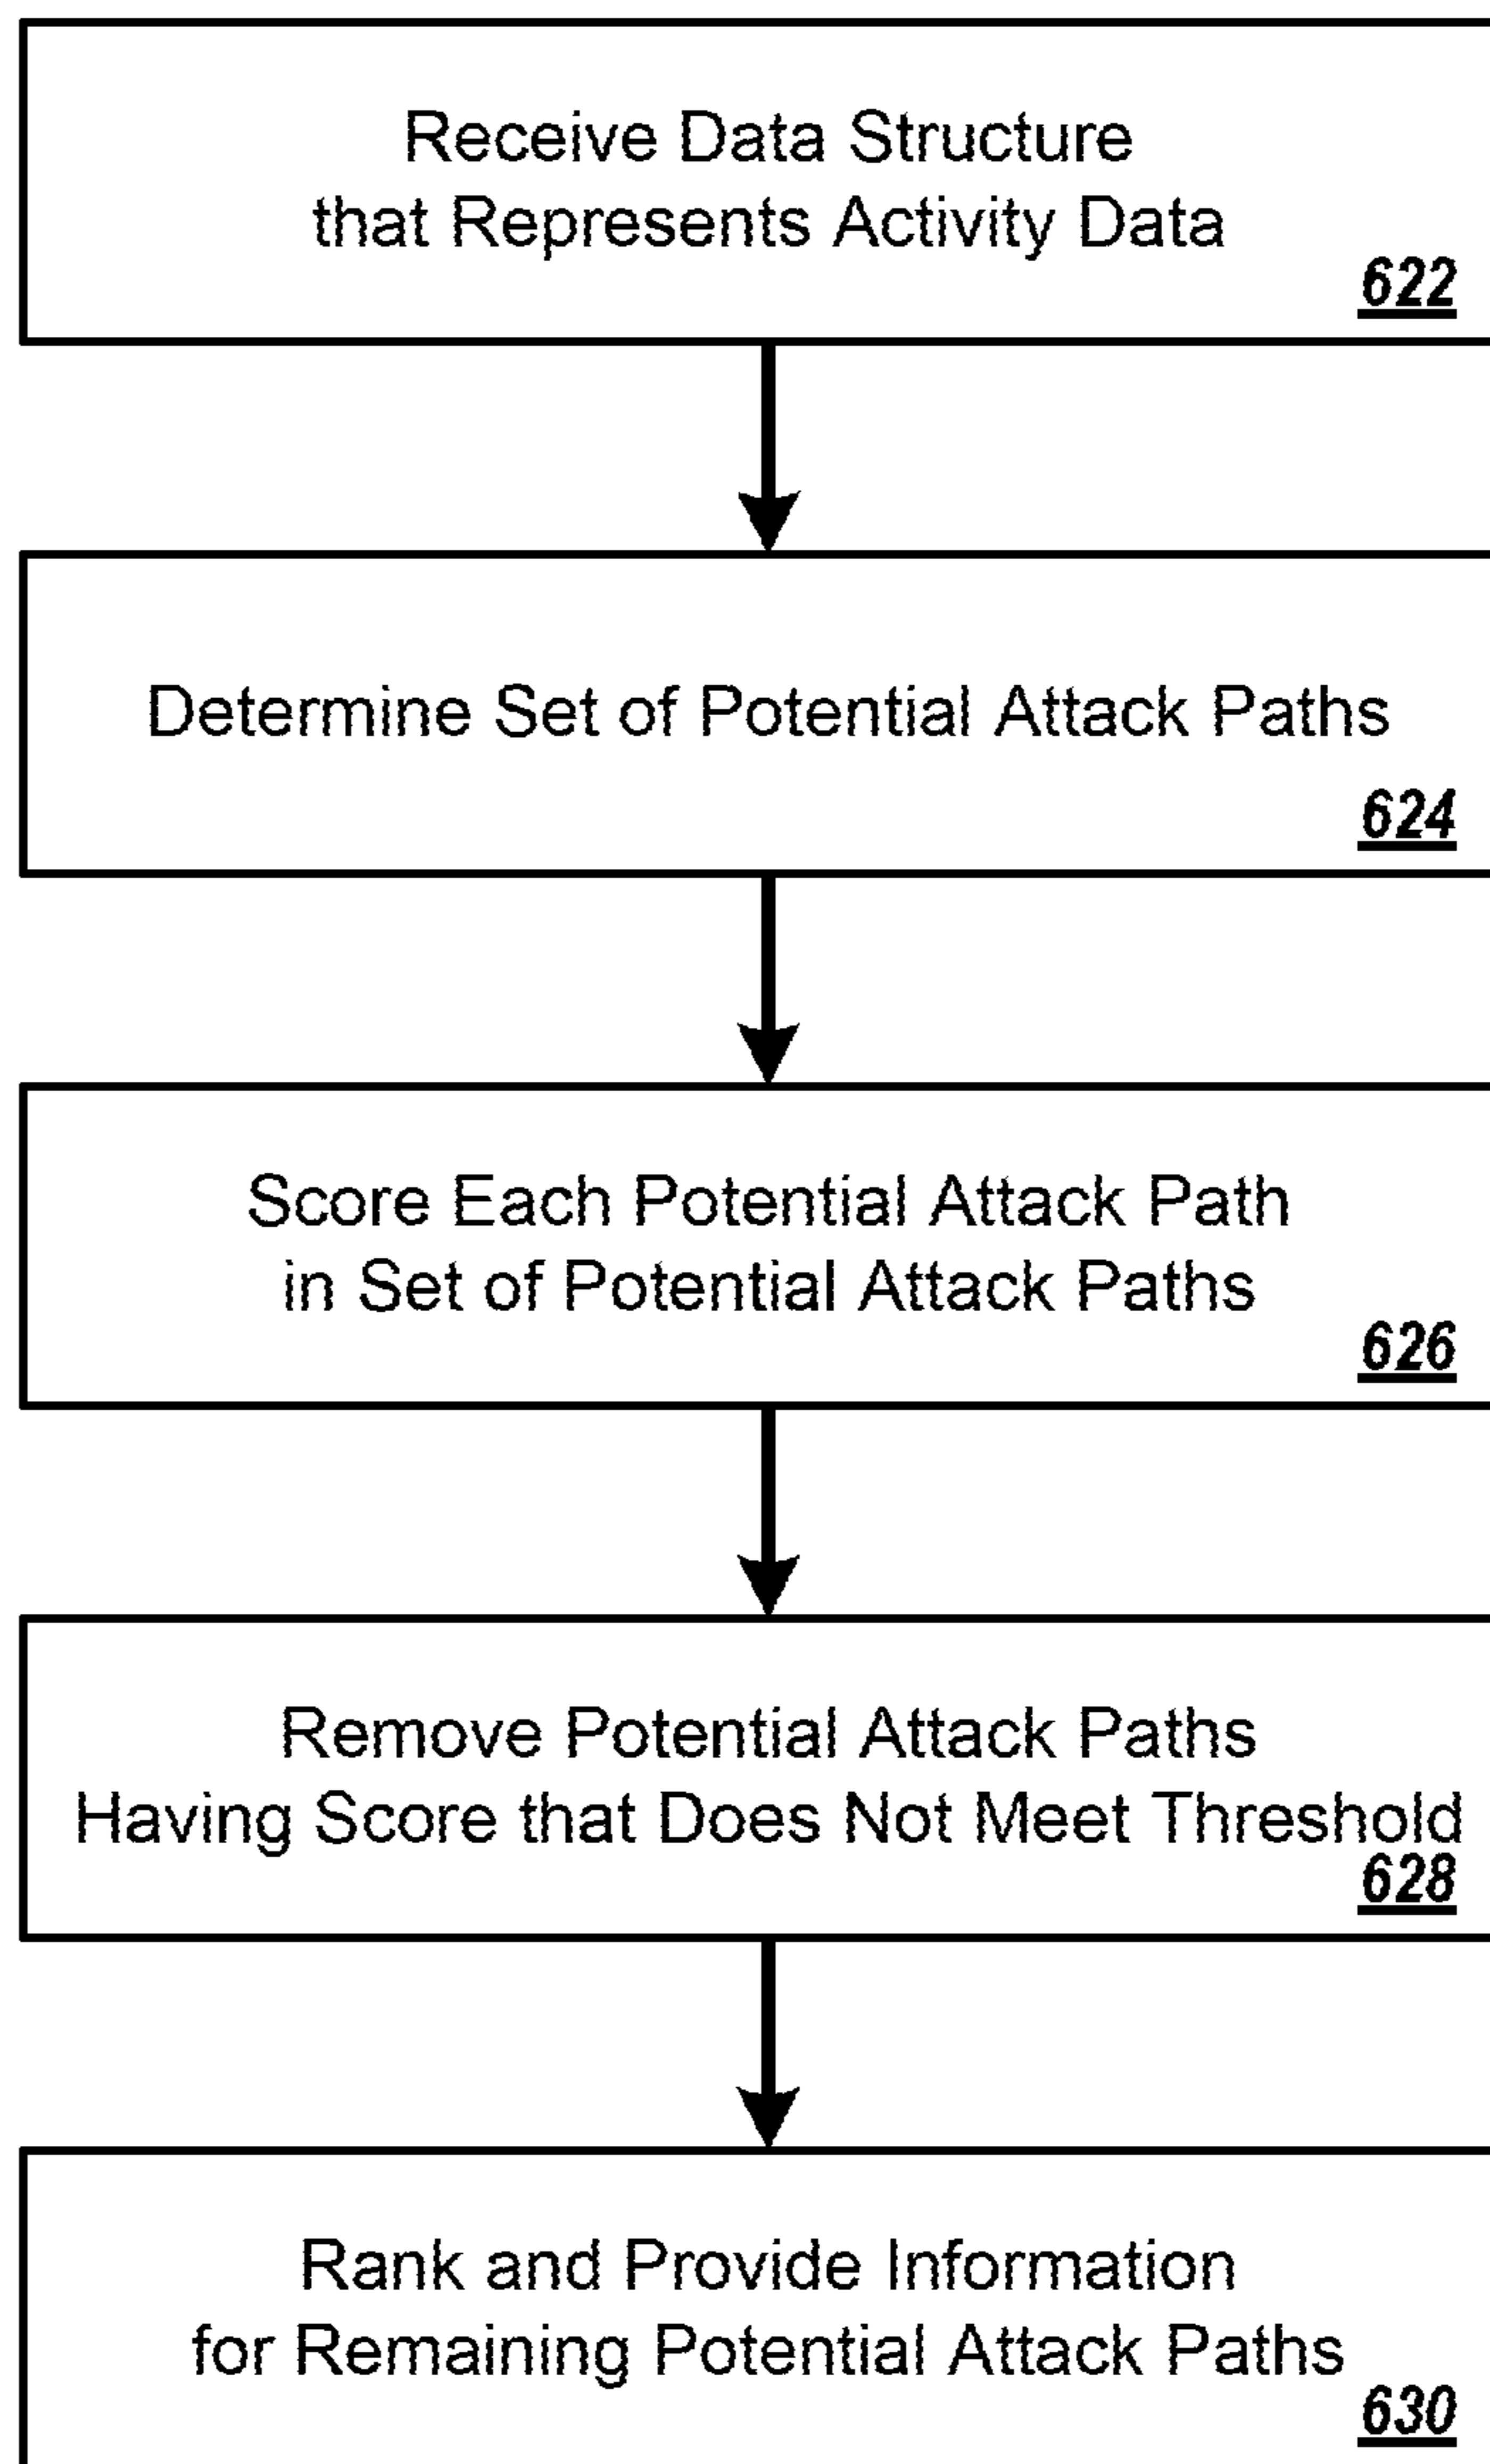 Receive Data Structure
that Represents Activity Data
622
Determine Set of Potential Attack Paths
624
Score Each Potential Attack Path
in Set of Potential Attack Paths
626
Remove Potential Attack Paths
Having Score that Does Not Meet Threshold
628
Rank and Provide Information
for Remaining Potential Attack Paths
630